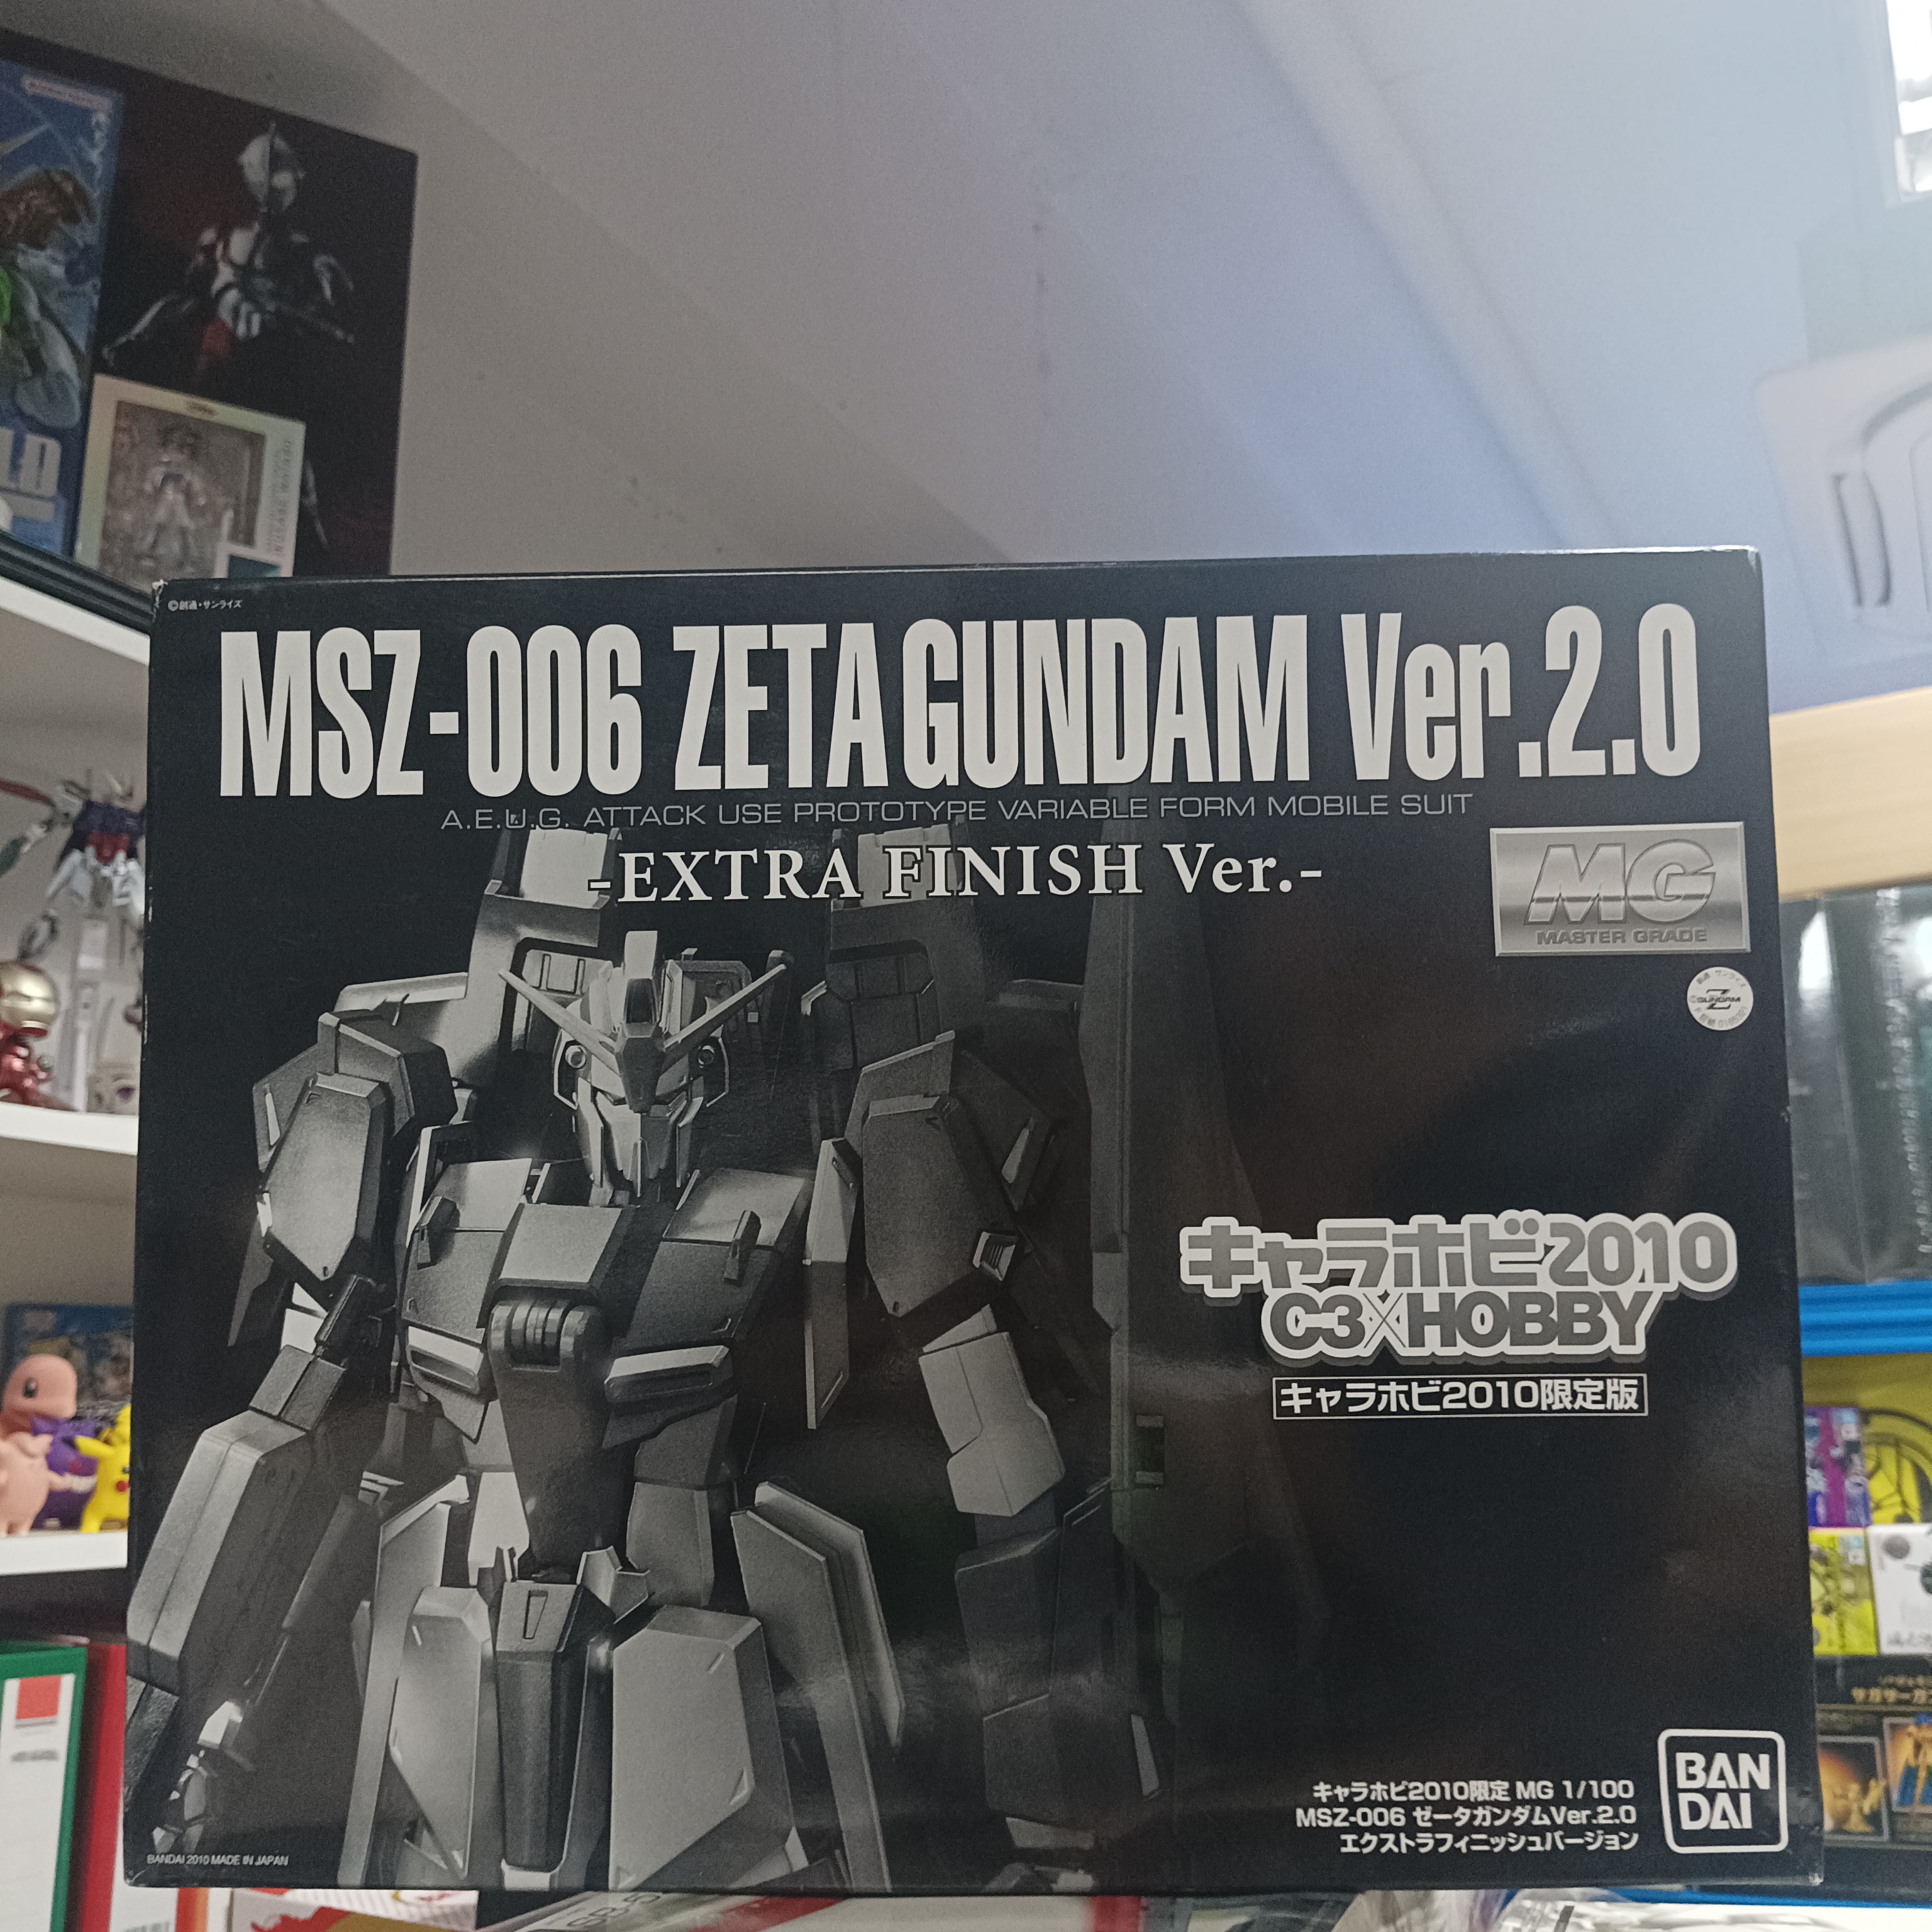 ©創通・サンライズ
MSZ-006 ZETA GUNDAM Ver.2.0
A.E.U.G. ATTACK USE PROTOTYPE VARIABLE FORM MOBILE SUIT
-EXTRA FINISH Ver.-
MG
MASTER GRADE
Z
GUNDAM
キャラホビ2010
C3×HOBBY
キャラホビ2010限定版
キャラホビ2010限定 MG 1/100
MSZ-006 ゼータガンダムVer.2.0
エクストラフィニッシュバージョン
BAN
DAI
BANDAI 2010 MADE IN JAPAN
LD